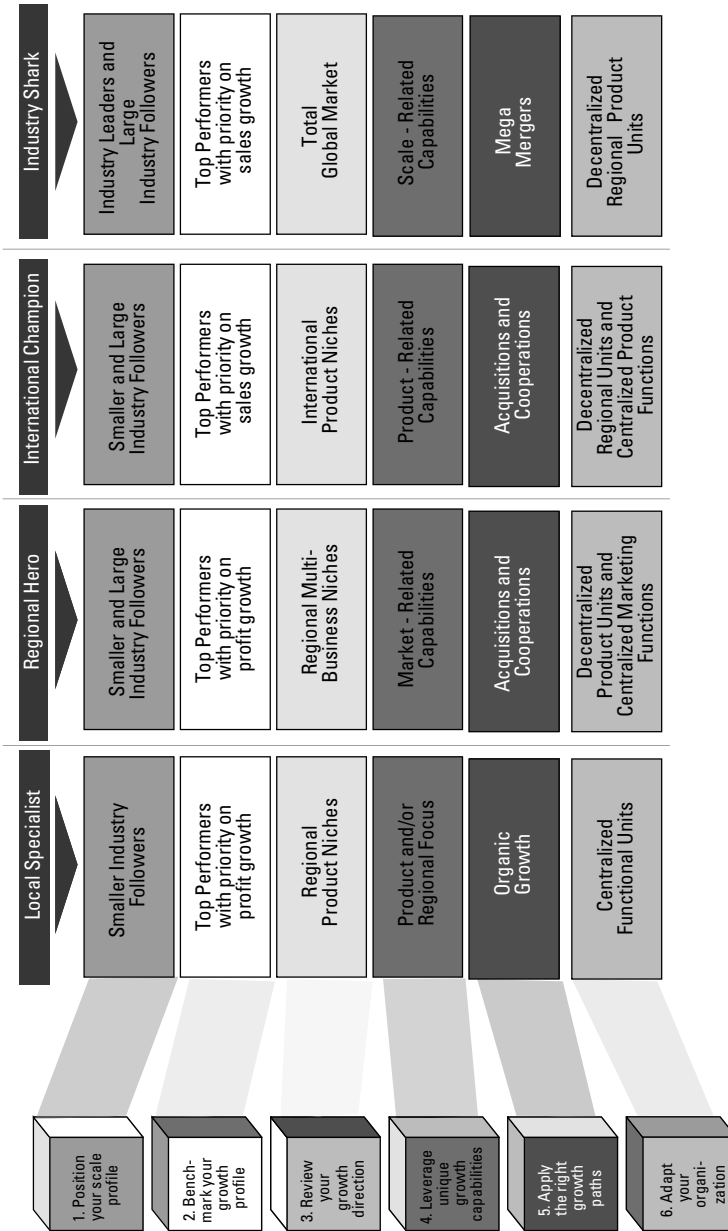 Local Specialist
Regional Hero
International Champion
Industry Shark
1. Position
your scale
profile
Smaller Industry
Followers
Smaller and Large
Industry Followers
Smaller and Large
Industry Followers
Industry Leaders and
Large
Industry Followers
2. Bench-
mark your
growth
profile
Top Performers
with priority on
profit growth
Top Performers
with priority on
profit growth
Top Performers
with priority on
sales growth
Top Performers
with priority on
sales growth
3. Review
your
growth
direction
Regional
Product Niches
Regional Multi-
Business Niches
International
Product Niches
Total
Global Market
4. Leverage
unique
growth
capabilities
Product and/or
Regional Focus
Market - Related
Capabilities
Product - Related
Capabilities
Scale - Related
Capabilities
5. Apply
the right
growth
paths
Organic
Growth
Acquisitions and
Cooperations
Acquisitions and
Cooperations
Mega
Mergers
6. Adapt
your
organi-
zation
Centralized
Functional Units
Decentralized
Product Units and
Centralized Marketing
Functions
Decentralized
Regional Units and
Centralized Product
Functions
Decentralized
Regional Product
Units